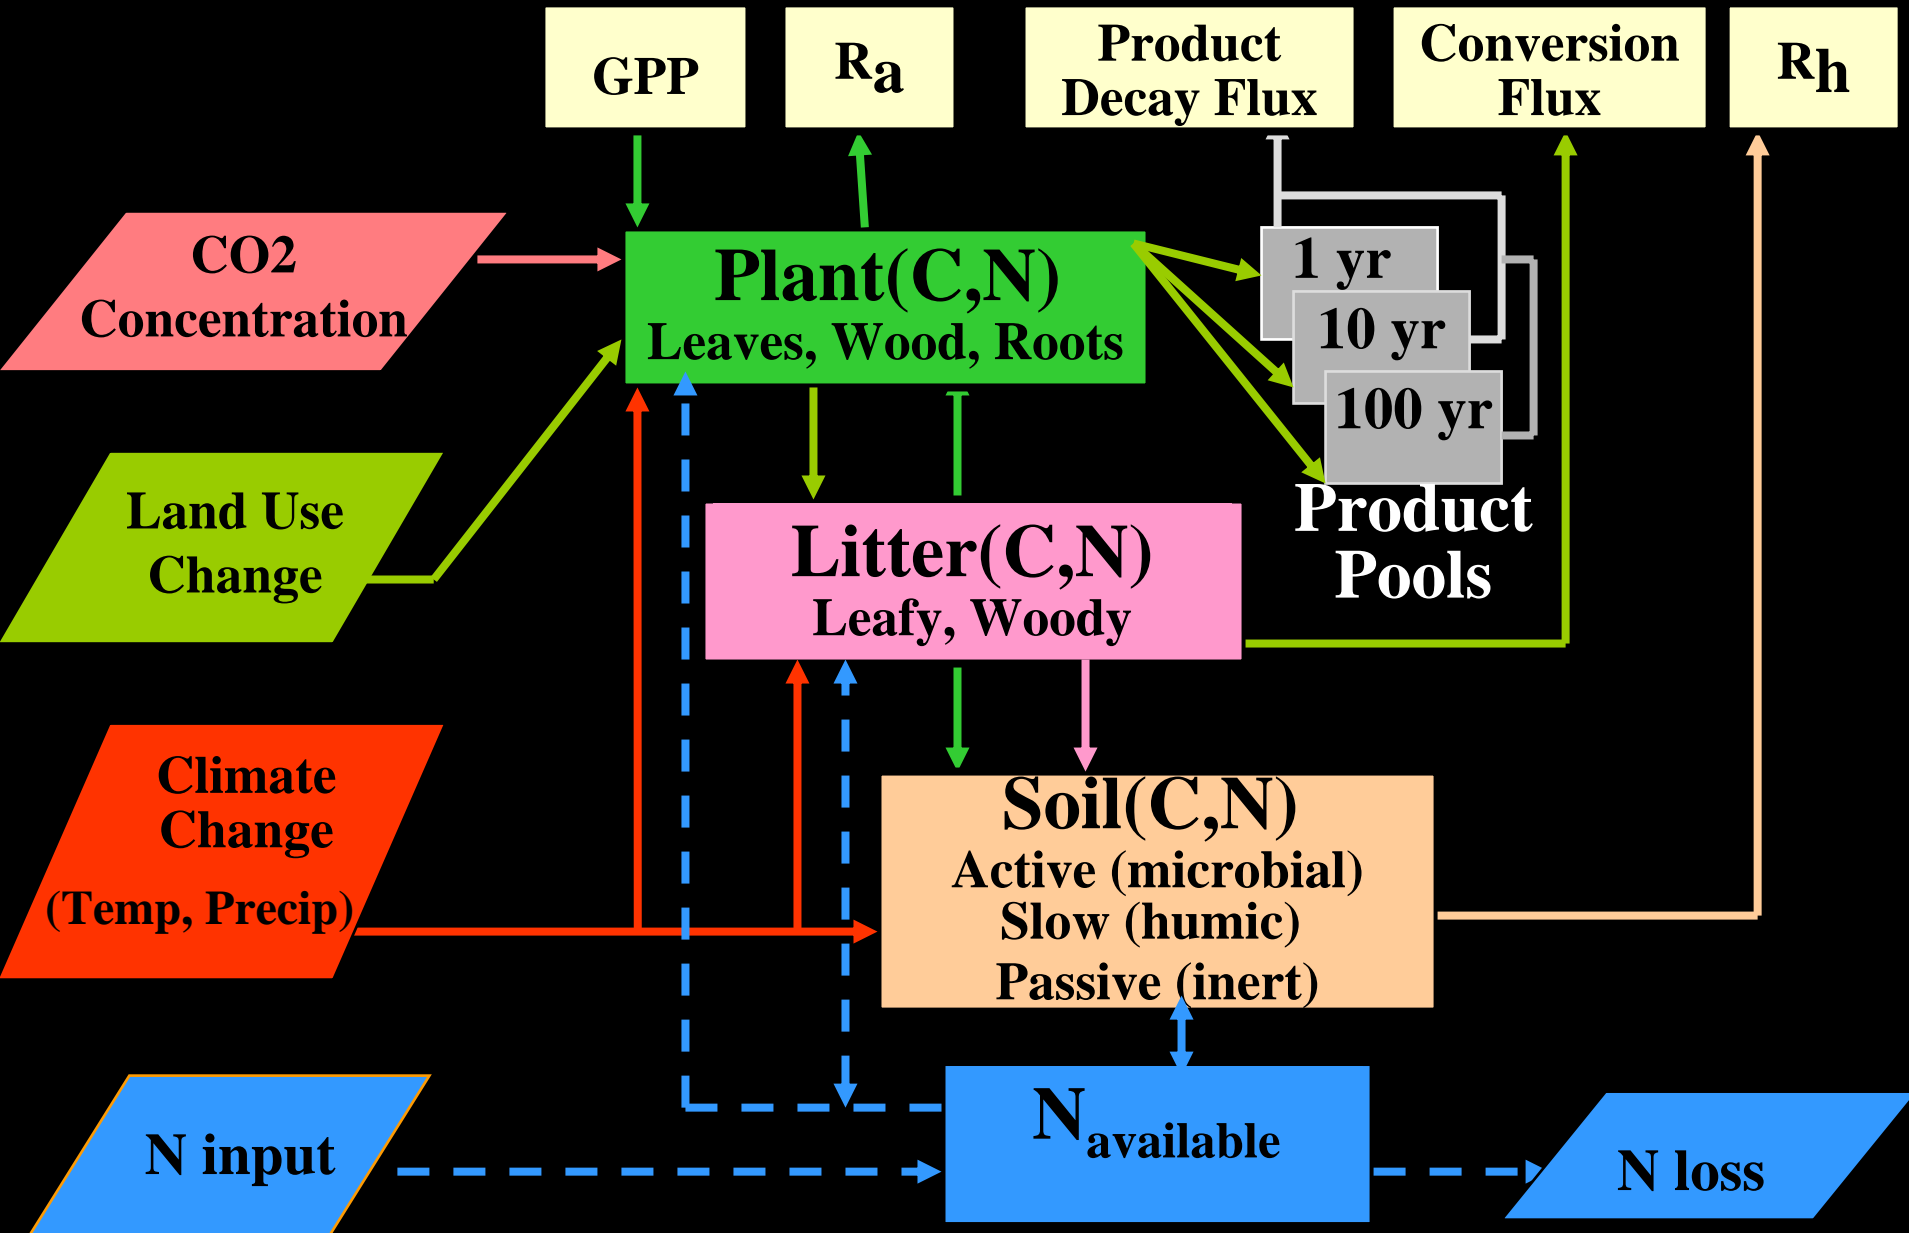 GPP
Ra
Product
Decay Flux
Conversion
Flux
Rh
CO2
Concentration
Plant(C,N)
Leaves, Wood, Roots
1 yr
10 yr
100 yr
Product
Pools
Land Use
Change
Litter(C,N)
Leafy, Woody
Climate
Change
(Temp, Precip)
Soil(C,N)
Active (microbial)
Slow (humic)
Passive (inert)
N input
Navailable
N loss